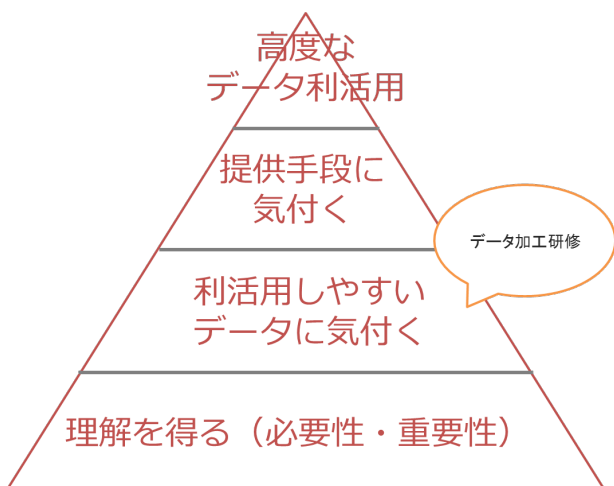 高度な
データ利活用
提供手段に
気付く
データ加工研修
利活用しやすい
データに気付く
理解を得る（必要性・重要性）